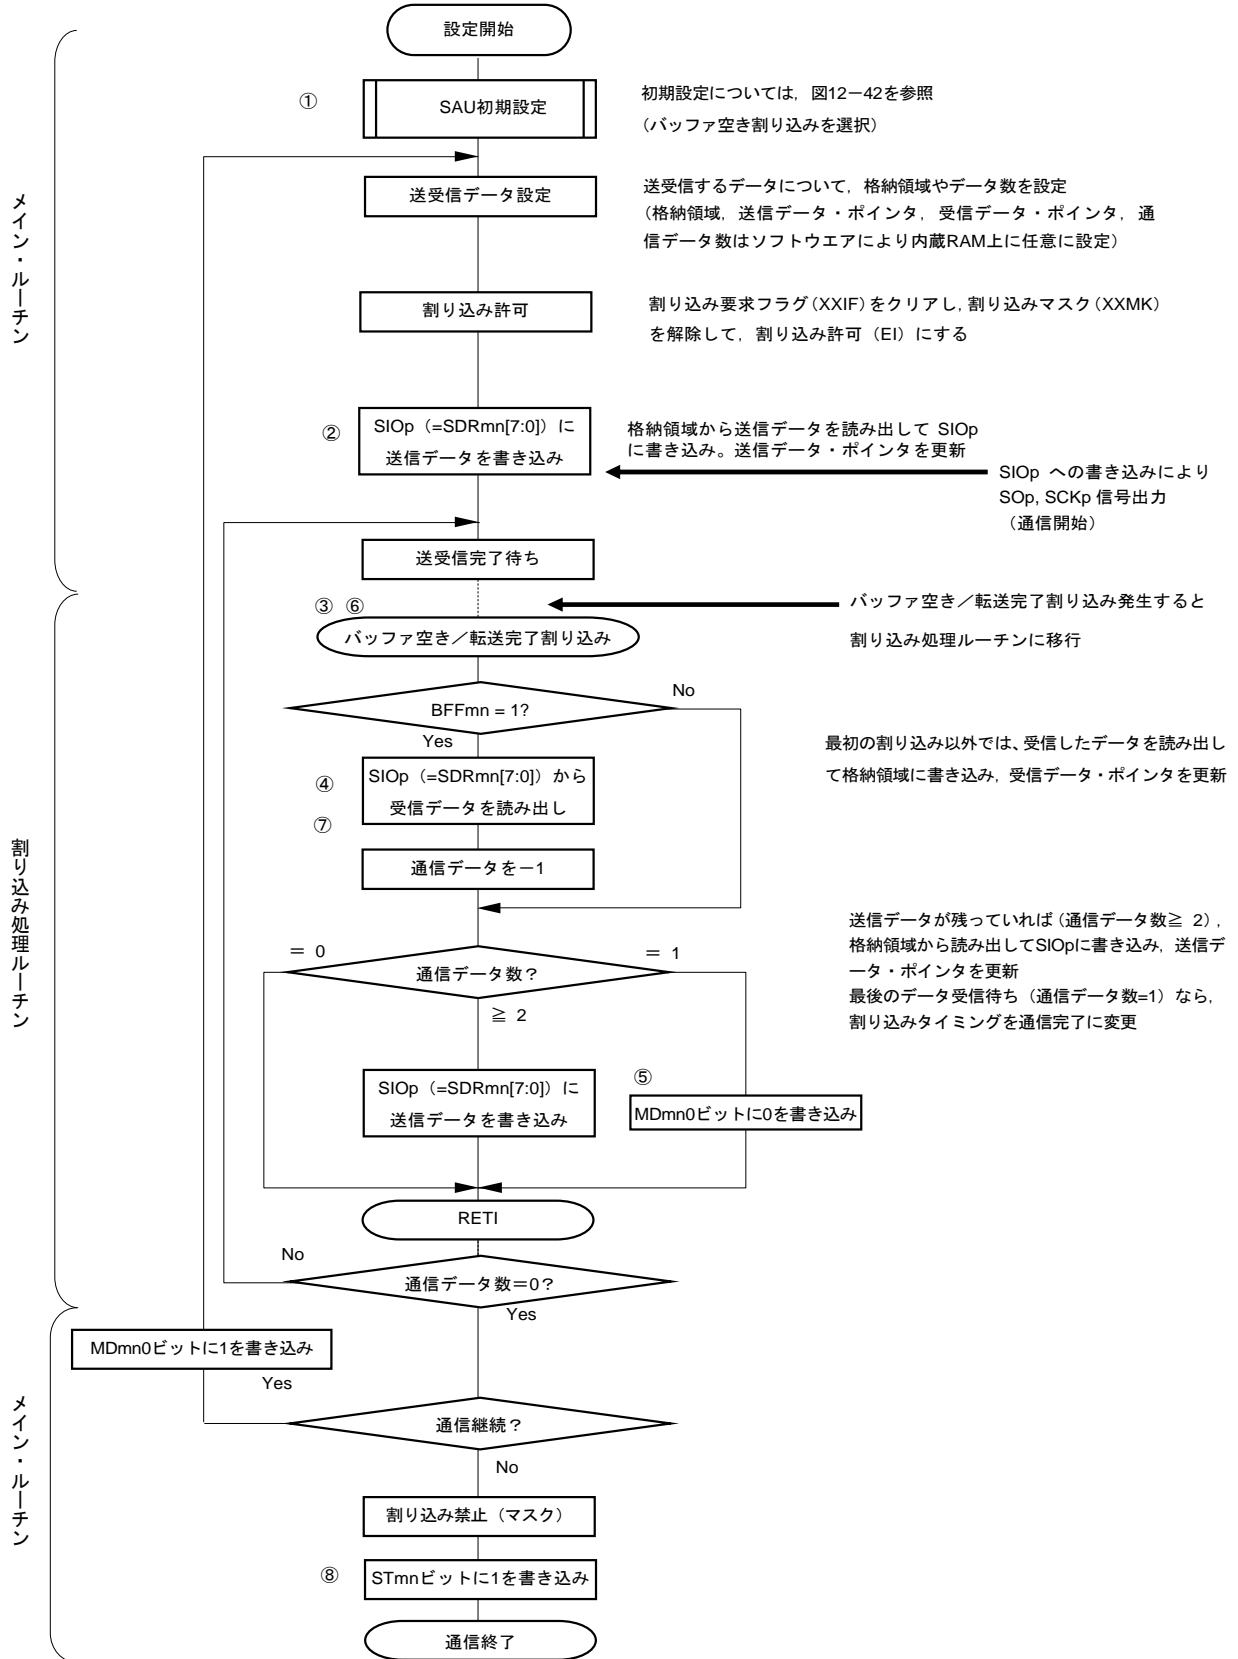 設定開始
①
SAU初期設定
初期設定については，図12－42を参照
（バッファ空き割り込みを選択）
メイン・ルーチン
送受信データ設定
送受信するデータについて，格納領域やデータ数を設定
（格納領域，送信データ・ポインタ，受信データ・ポインタ，通
信データ数はソフトウエアにより内蔵RAM上に任意に設定）
割り込み許可
割り込み要求フラグ（XXIF）をクリアし，割り込みマスク（XXMK）
を解除して，割り込み許可（EI）にする
②
SIOp（=SDRmn[7:0]）に
送信データを書き込み
格納領域から送信データを読み出して SIOp
に書き込み。送信データ・ポインタを更新
SIOp への書き込みにより
SOp, SCKp 信号出力
（通信開始）
送受信完了待ち
③ ⑥
バッファ空き／転送完了割り込み発生すると
割り込み処理ルーチンに移行
バッファ空き／転送完了割り込み
割り込み処理ルーチン
BFFmn = 1?
No
Yes
最初の割り込み以外では、受信したデータを読み出し
て格納領域に書き込み，受信データ・ポインタを更新
④
SIOp（=SDRmn[7:0]）から
受信データを読み出し
⑦
通信データを－1
＝ 0
通信データ数？
＝ 1
≧ 2
送信データが残っていれば（通信データ数≧ 2），
格納領域から読み出してSIOpに書き込み，送信デ
ータ・ポインタを更新
最後のデータ受信待ち（通信データ数=1）なら，
割り込みタイミングを通信完了に変更
SIOp（=SDRmn[7:0]）に
送信データを書き込み
⑤
MDmn0ビットに0を書き込み
RETI
No
通信データ数＝0？
Yes
メイン・ルーチン
MDmn0ビットに1を書き込み
Yes
通信継続？
No
割り込み禁止（マスク）
⑧
STmnビットに1を書き込み
通信終了